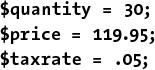 $quantity = 30;
$price = 119.95;
$taxrate = .05;